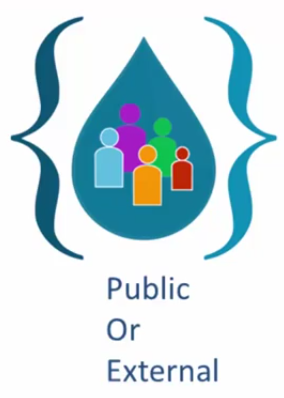 Public
Or
External